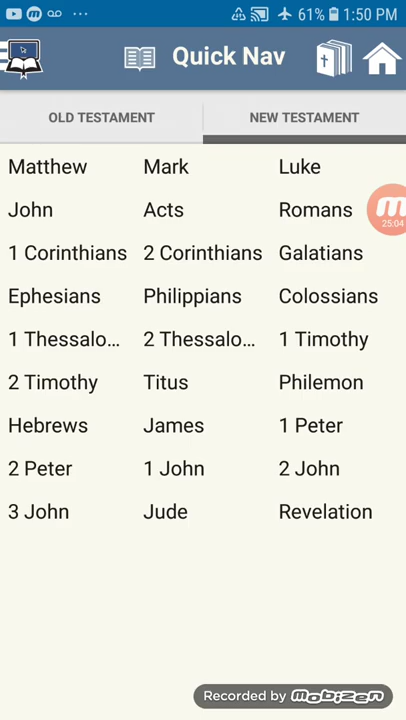 61% 1:50 PM
Quick Nav
OLD TESTAMENT NEW TESTAMENT
Matthew Mark Luke
John Acts Romans
25:04
1 Corinthians 2 Corinthians Galatians
Ephesians Philippians Colossians
1 Thessalo... 2 Thessalo... 1 Timothy
2 Timothy Titus Philemon
Hebrews James 1 Peter
2 Peter 1 John 2 John
3 John Jude Revelation
Recorded by mobizen